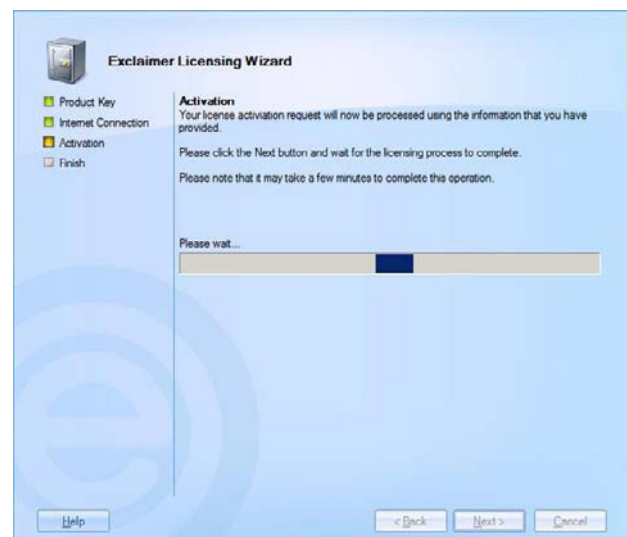 Exclaimer Licensing Wizard
Product Key
Internet Connection
Activation
Finish
Activation
Your license activation request will now be processed using the information that you have
provided.
Please click the Next button and wait for the licensing process to complete.
Please note that it may take a few minutes to complete this operation.
Please wait...
Help
< Back
Next >
Cancel